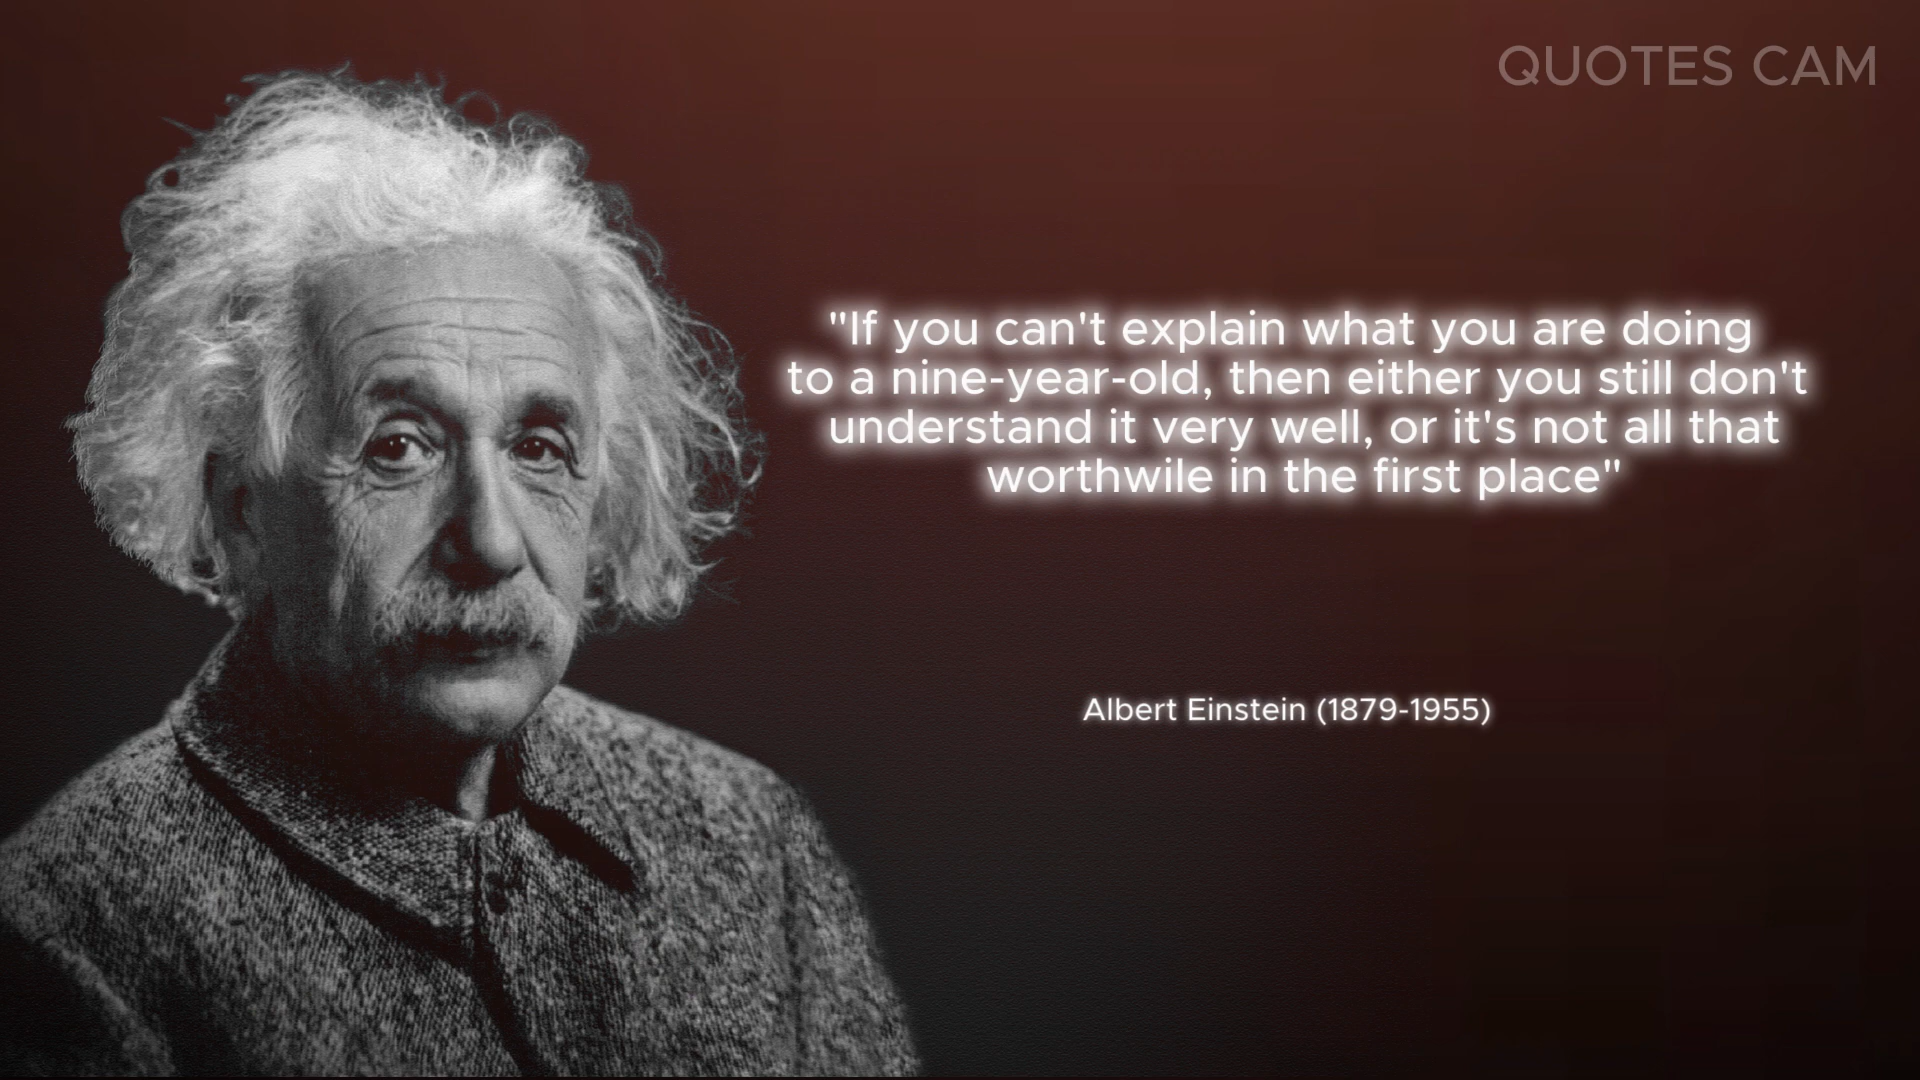 QUOTES CAM
"If you can't explain what you are doing
to a nine-year-old, then either you still don't
understand it very well, or it's not all that
worthwile in the first place"
Albert Einstein (1879-1955)